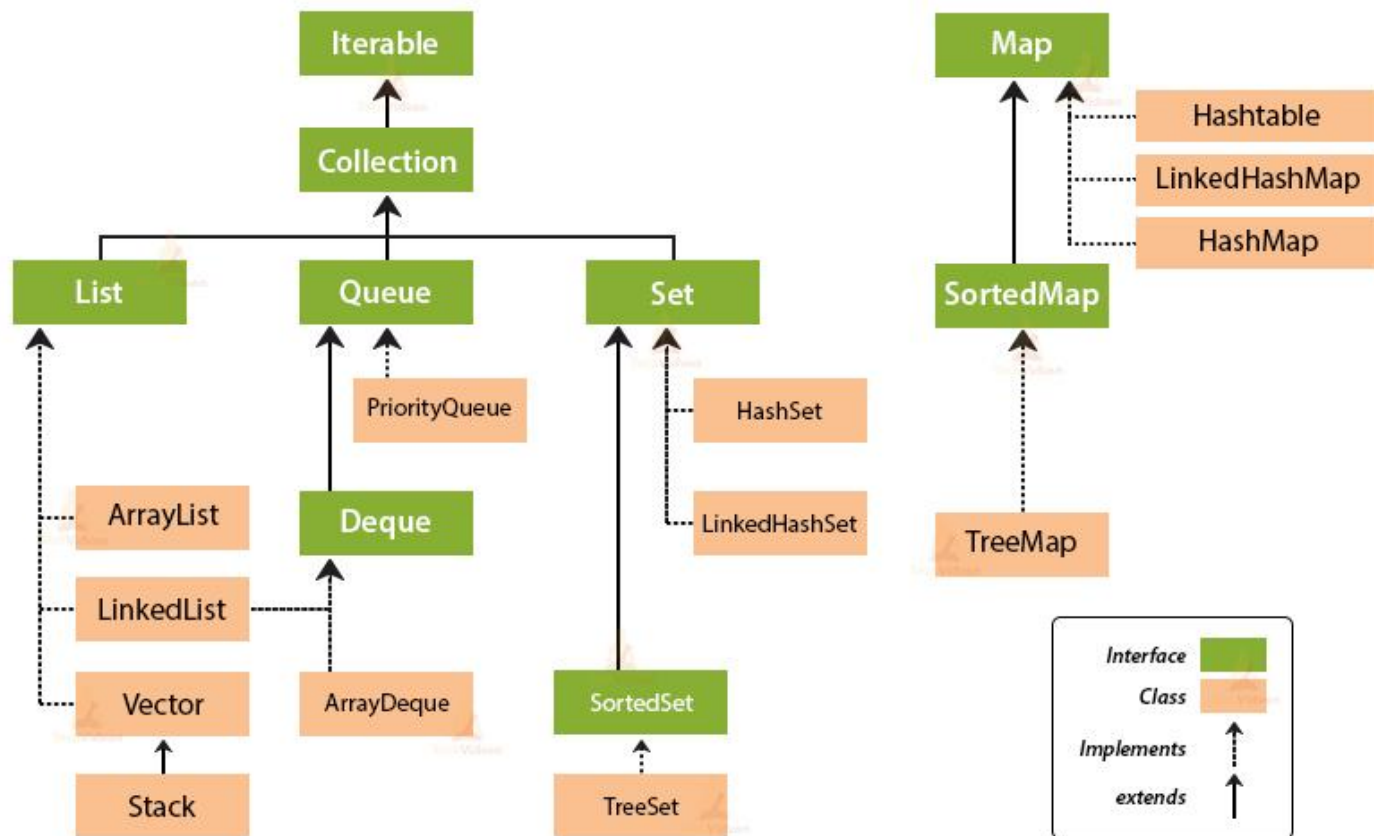 Iterable
Map
Hashtable
Collection
LinkedHashMap
HashMap
List
Queue
Set
SortedMap
PriorityQueue
HashSet
ArrayList
Deque
LinkedHashSet
TreeMap
LinkedList
Interface
Class
Vector
ArrayDeque
SortedSet
Implements
Stack
TreeSet
extends